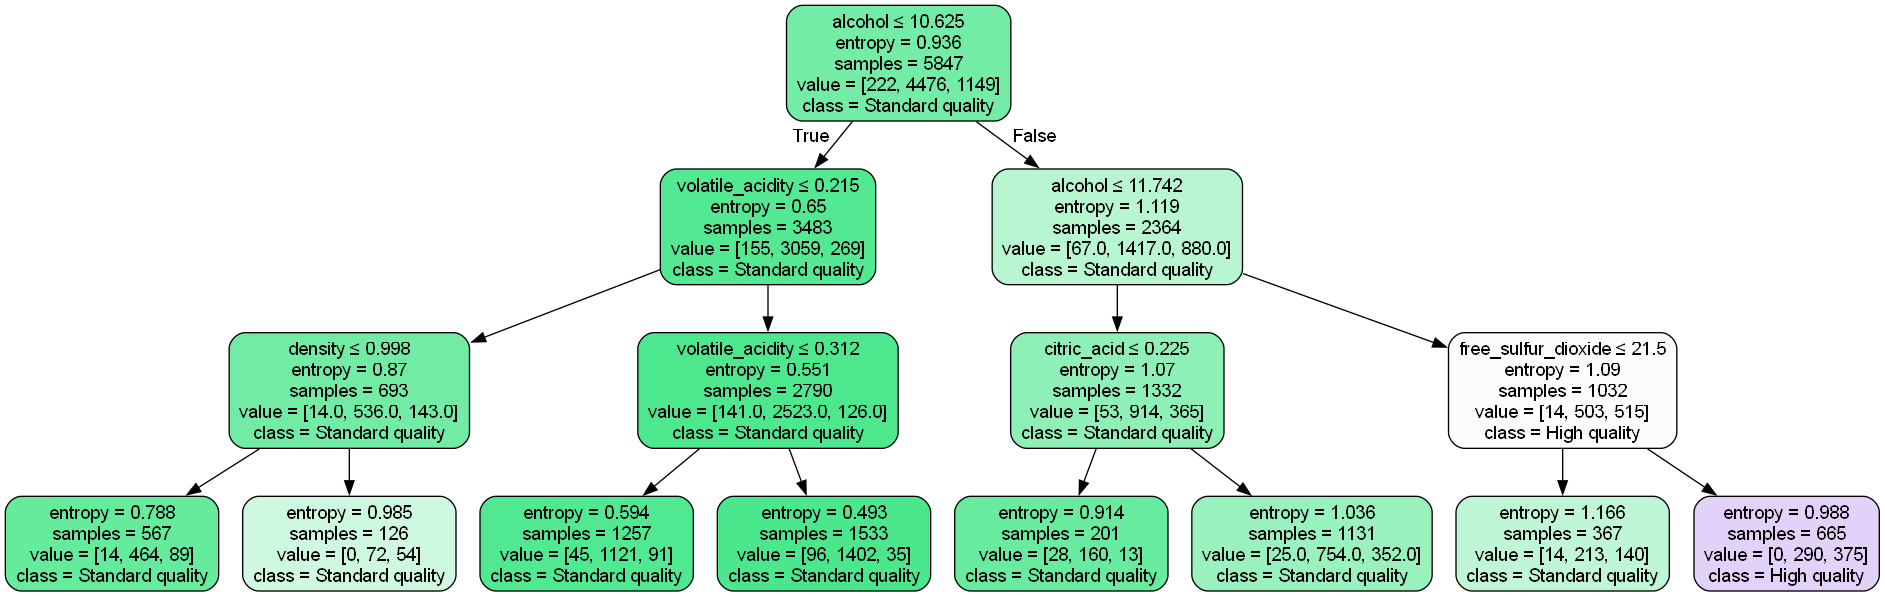 alcohol ≤ 10.625
entropy = 0.936
samples = 5847
value = [222, 4476, 1149]
class = Standard quality
True
False
volatile_acidity ≤ 0.215
entropy = 0.65
samples = 3483
value = [155, 3059, 269]
class = Standard quality
alcohol ≤ 11.742
entropy = 1.119
samples = 2364
value = [67.0, 1417.0, 880.0]
class = Standard quality
density ≤ 0.998
entropy = 0.87
samples = 693
value = [14.0, 536.0, 143.0]
class = Standard quality
volatile_acidity ≤ 0.312
entropy = 0.551
samples = 2790
value = [141.0, 2523.0, 126.0]
class = Standard quality
citric_acid ≤ 0.225
entropy = 1.07
samples = 1332
value = [53, 914, 365]
class = Standard quality
free_sulfur_dioxide ≤ 21.5
entropy = 1.09
samples = 1032
value = [14, 503, 515]
class = High quality
entropy = 0.788
samples = 567
value = [14, 464, 89]
class = Standard quality
entropy = 0.985
samples = 126
value = [0, 72, 54]
class = Standard quality
entropy = 0.594
samples = 1257
value = [45, 1121, 91]
class = Standard quality
entropy = 0.493
samples = 1533
value = [96, 1402, 35]
class = Standard quality
entropy = 0.914
samples = 201
value = [28, 160, 13]
class = Standard quality
entropy = 1.036
samples = 1131
value = [25.0, 754.0, 352.0]
class = Standard quality
entropy = 1.166
samples = 367
value = [14, 213, 140]
class = Standard quality
entropy = 0.988
samples = 665
value = [0, 290, 375]
class = High quality